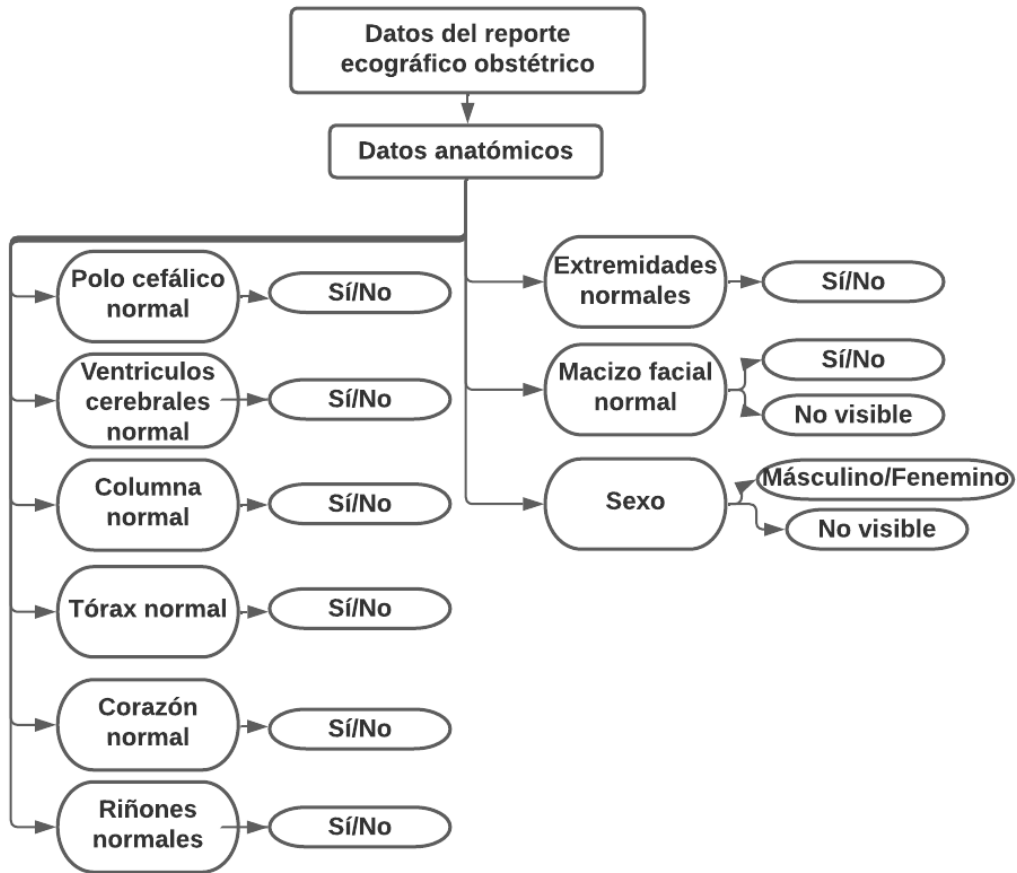 Datos del reporte
ecográfico obstétrico
Datos anatómicos
Polo cefálico
normal
Sí/No
Ventriculos
cerebrales
normal
Sí/No
Columna
normal
Sí/No
Tórax normal
Sí/No
Corazón
normal
Sí/No
Riñones
normales
Sí/No
Extremidades
normales
Sí/No
Macizo facial
normal
Sí/No
No visible
Sexo
Másculino/Fenemino
No visible